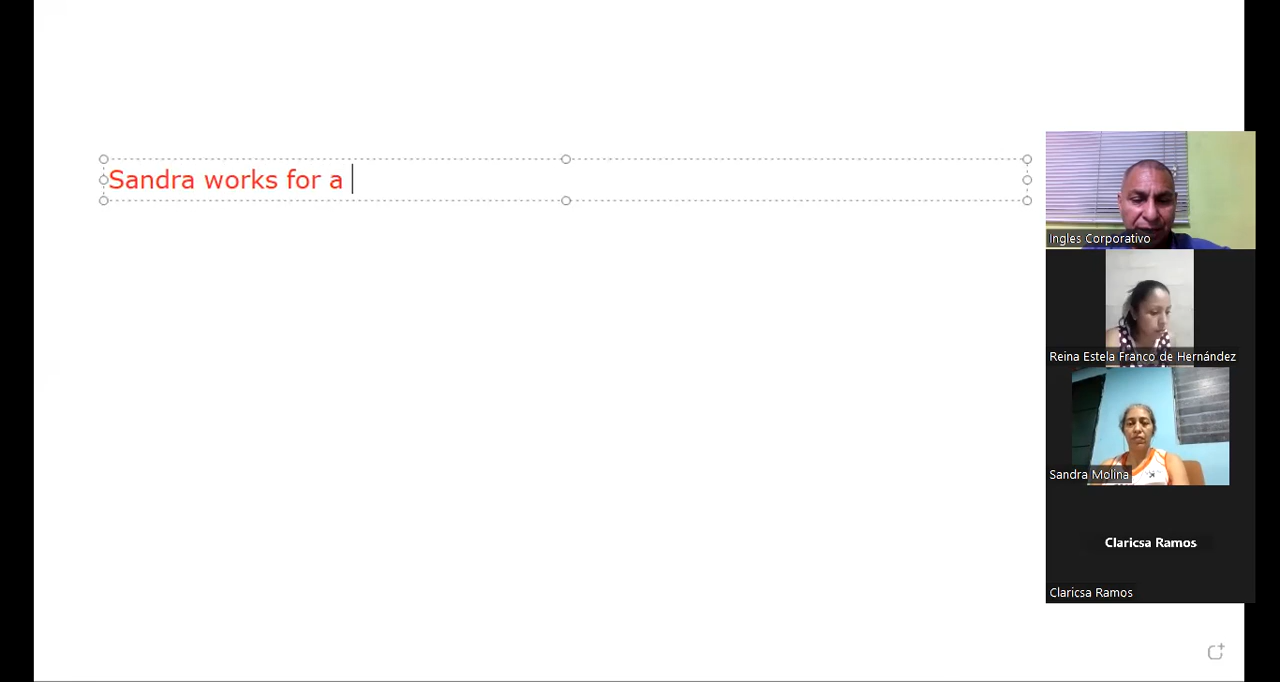 Sandra works for a
Ingles Corporativo
Reina Estela Franco de Hernández
Sandra Molina
Claricsa Ramos
Claricsa Ramos